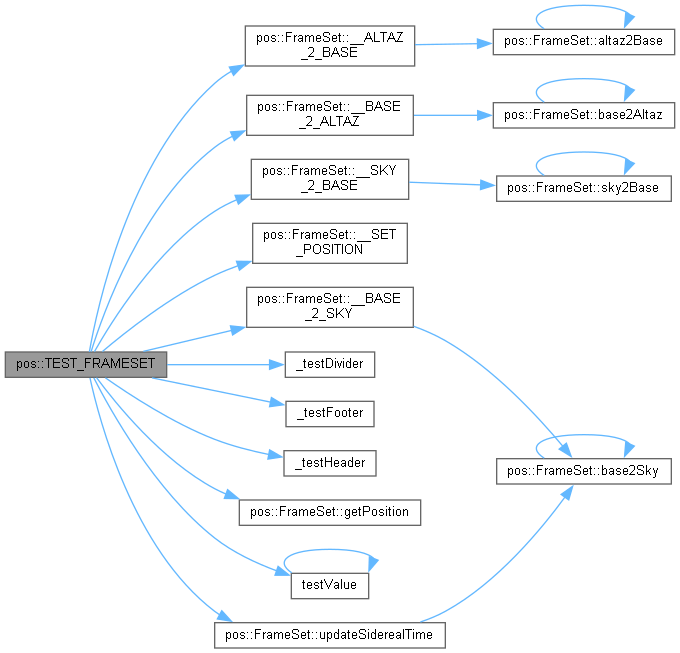 pos::FrameSet::__ALTAZ
_2_BASE
pos::FrameSet::altaz2Base
pos::FrameSet::__BASE
_2_ALTAZ
pos::FrameSet::base2Altaz
pos::FrameSet::__SKY
_2_BASE
pos::FrameSet::sky2Base
pos::FrameSet::__SET
_POSITION
pos::FrameSet::__BASE
_2_SKY
pos::TEST_FRAMESET
_testDivider
_testFooter
_testHeader
pos::FrameSet::base2Sky
pos::FrameSet::getPosition
testValue
pos::FrameSet::updateSiderealTime